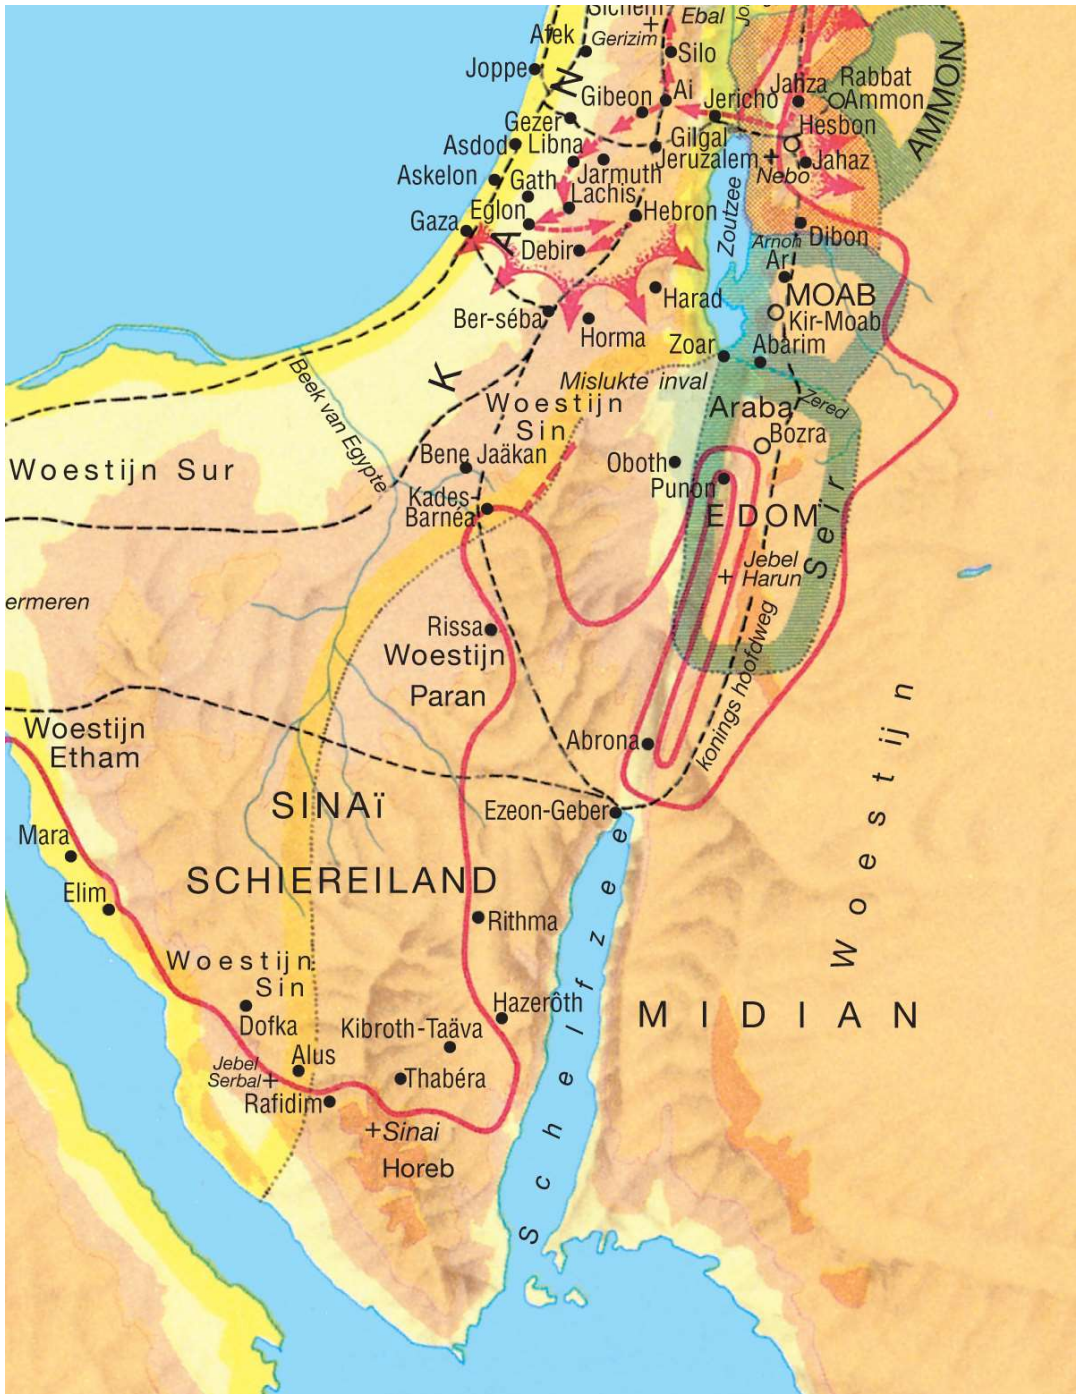 Sichem
Ebal
Gerizim
Afek
Silo
Joppe
N
Jahza
Rabbat
Ammon
AMMON
Gibeon
Ai
Jericho
Gezer
Hesbon
Asdod
Libna
Gilgal
Jeruzalem
Jahaz
Askelon
Gath
Jarmuth
Nebo
Lachis
Gaza
Eglon
Hebron
Zoutzee
A
Debir
Arnon
Dibon
Ar
Harad
MOAB
Ber-séba
Horma
Kir-Moab
Zoar
Abarim
Beek van Egypte
K
Mislukte inval
Woestijn
Sin
Araba
Zered
Bozra
Woestijn Sur
Bene Jaäkan
Oboth
Punon
Kades-
Barnéa
EDOM
Seïr
Jebel
Harun
ermeren
Rissa
Woestijn
Paran
konings hoofdweg
Woestijn
Etham
Abrona
Woestijn
SINAï
Ezeon-Geber
Mara
SCHIEREILAND
Elim
Rithma
Schelfzee
Woestijn
Sin
Dofka
Hazerôth
MIDIAN
Kibroth-Taäva
Alus
Jebel
Serbal
Thabéra
Rafidim
Sinai
Horeb